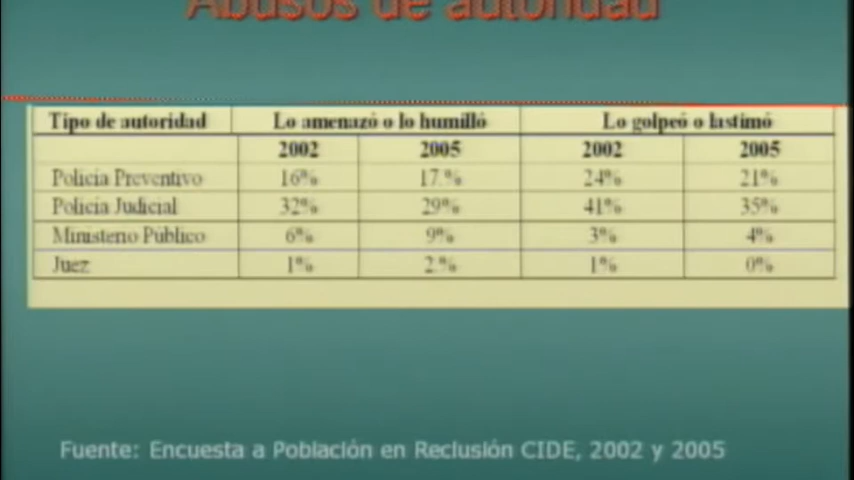 Abusos de autoridad
Tipo de autoridad Lo amenazó o lo humilló Lo golpeó o lastimó
2002 2005 2002 2005
Policía Preventivo 16% 17.% 24% 21%
Policía Judicial 32% 29% 41% 35%
Ministerio Público 6% 9% 3% 4%
Juez 1% 2.% 1% 0%
Fuente: Encuesta a Población en Reclusión CIDE, 2002 y 2005